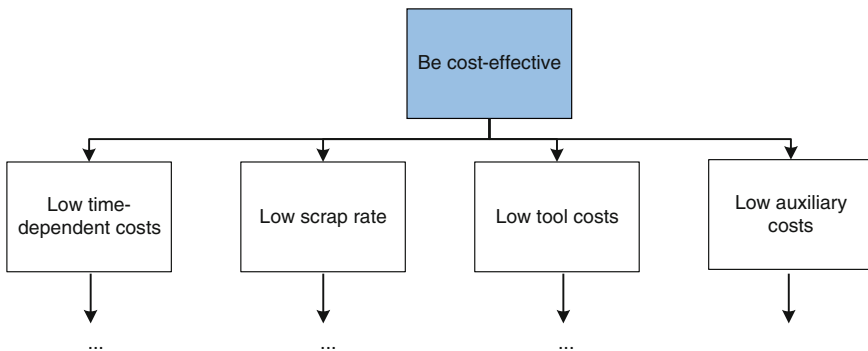 Be cost-effective
Low time-
dependent costs
Low scrap rate
Low tool costs
Low auxiliary
costs
...
...
...